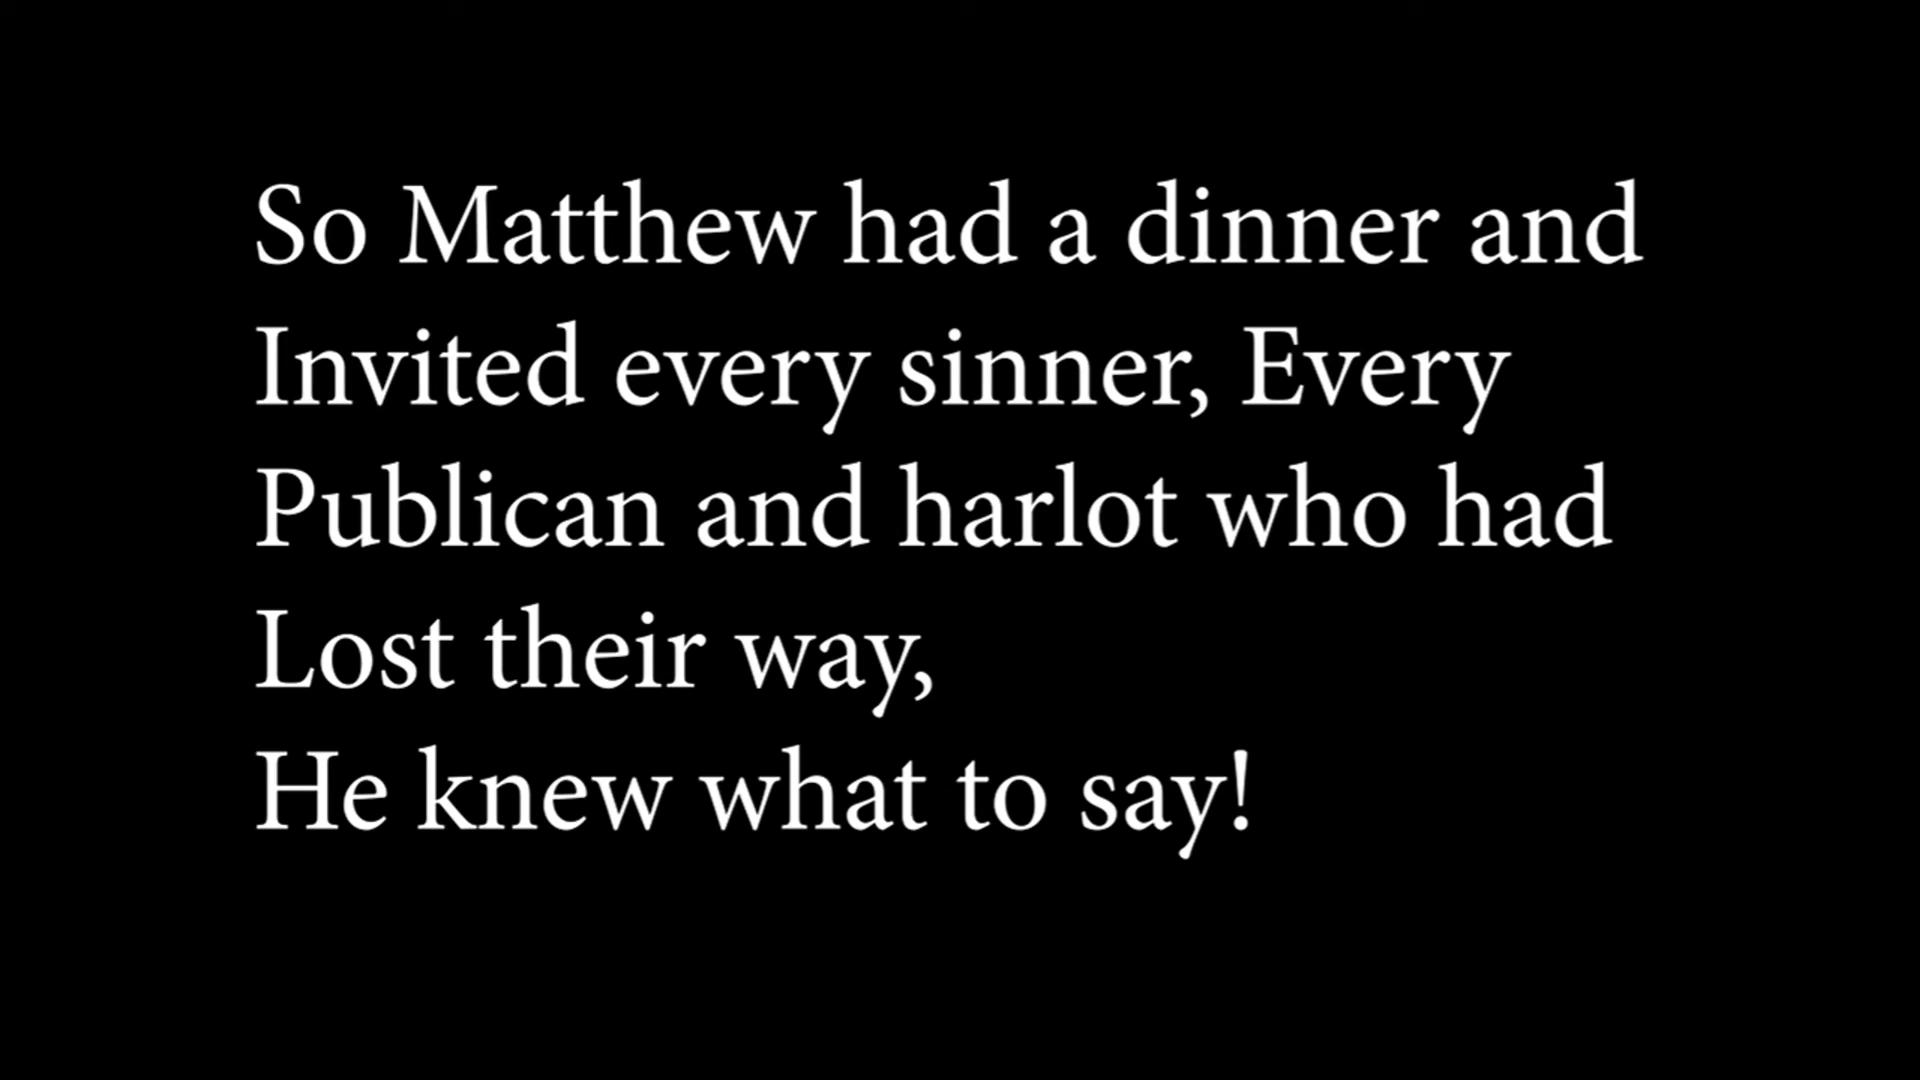 So Matthew had a dinner and
Invited every sinner, Every
Publican and harlot who had
Lost their way,
He knew what to say!